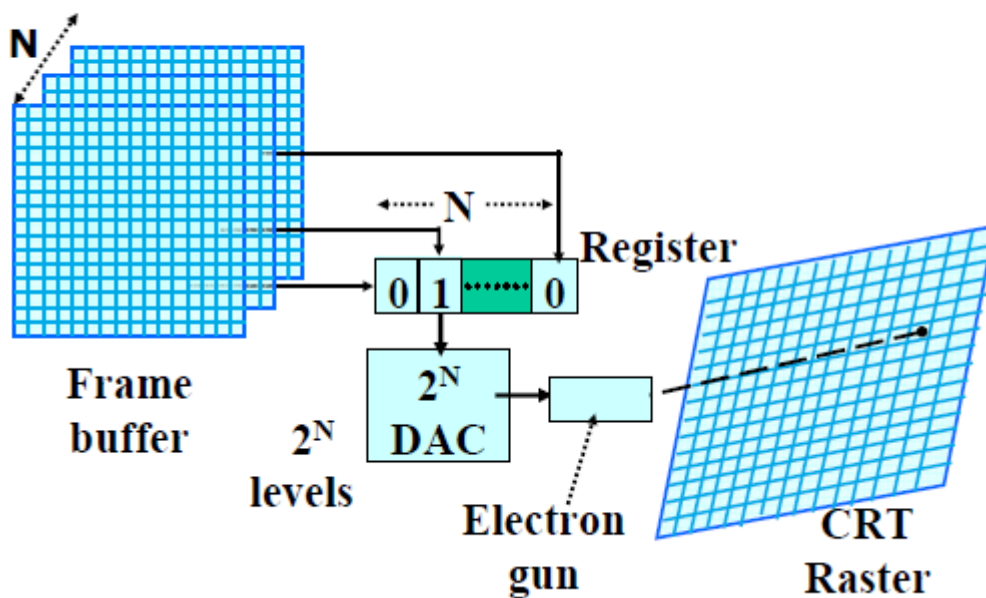 N
N
Register
0 1 ....... 0
Frame
buffer
2^N
DAC
2^N
levels
Electron
gun
CRT
Raster